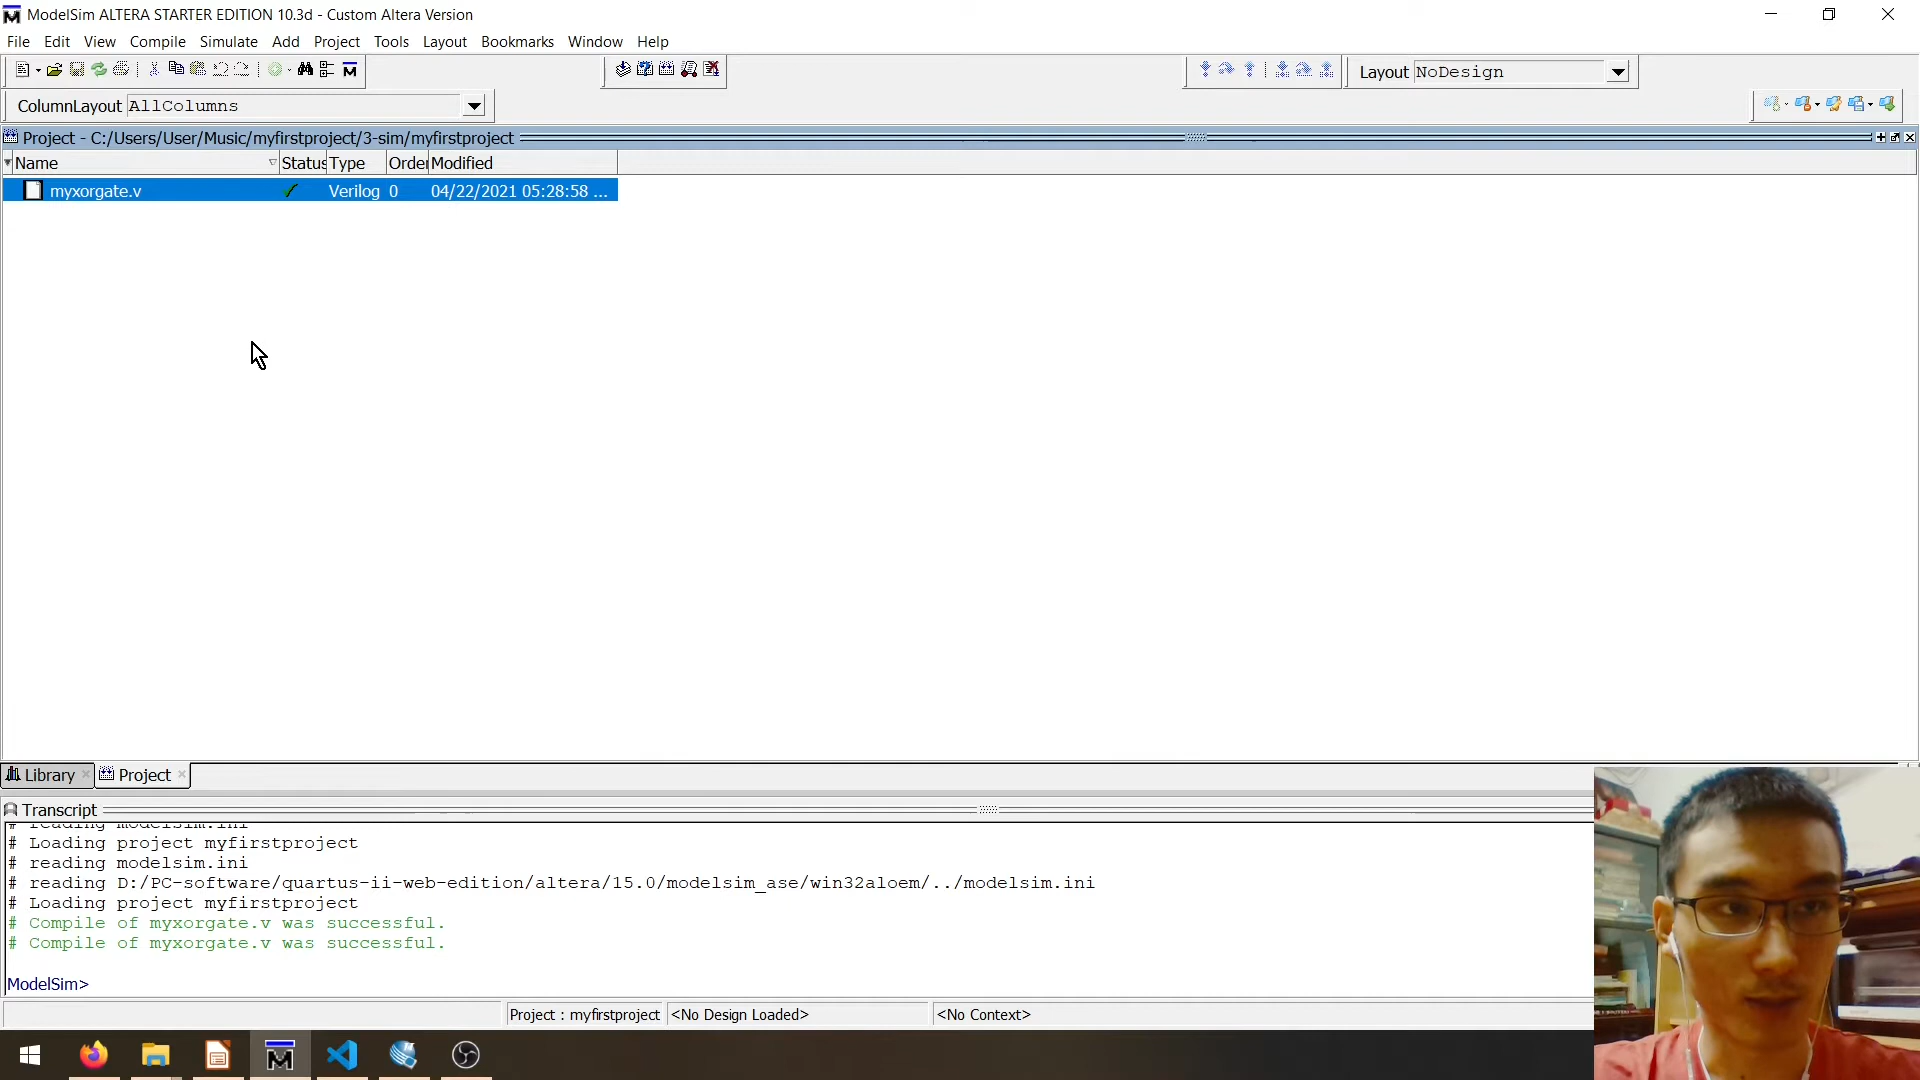 ModelSim ALTERA STARTER EDITION 10.3d - Custom Altera Version
File Edit View Compile Simulate Add Project Tools Layout Bookmarks Window Help
Layout NoDesign
ColumnLayout AllColumns
Project - C:/Users/User/Music/myfirstproject/3-sim/myfirstproject
Name Status Type Order Modified
myxorgate.v Verilog 0 04/22/2021 05:28:58 ...
Library Project
Transcript
# reading modelsim.ini
# Loading project myfirstproject
# reading modelsim.ini
# reading D:/PC-software/quartus-ii-web-edition/altera/15.0/modelsim_ase/win32aloem/../modelsim.ini
# Loading project myfirstproject
# Compile of myxorgate.v was successful.
# Compile of myxorgate.v was successful.
ModelSim>
Project : myfirstproject <No Design Loaded> <No Context>